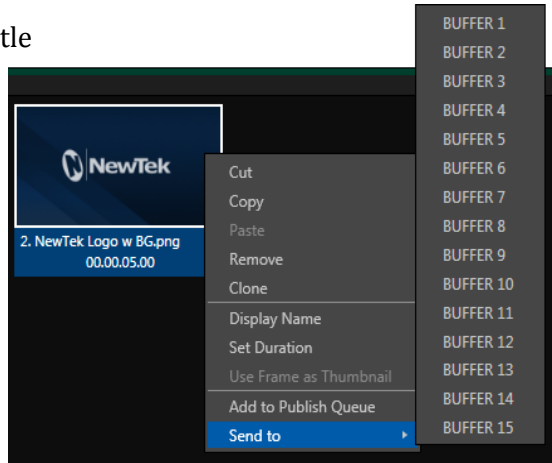 tle
NewTek
2. NewTek Logo w BG.png
00.00.05.00
Cut
Copy
Paste
Remove
Clone
Display Name
Set Duration
Use Frame as Thumbnail
Add to Publish Queue
Send to
BUFFER 1
BUFFER 2
BUFFER 3
BUFFER 4
BUFFER 5
BUFFER 6
BUFFER 7
BUFFER 8
BUFFER 9
BUFFER 10
BUFFER 11
BUFFER 12
BUFFER 13
BUFFER 14
BUFFER 15